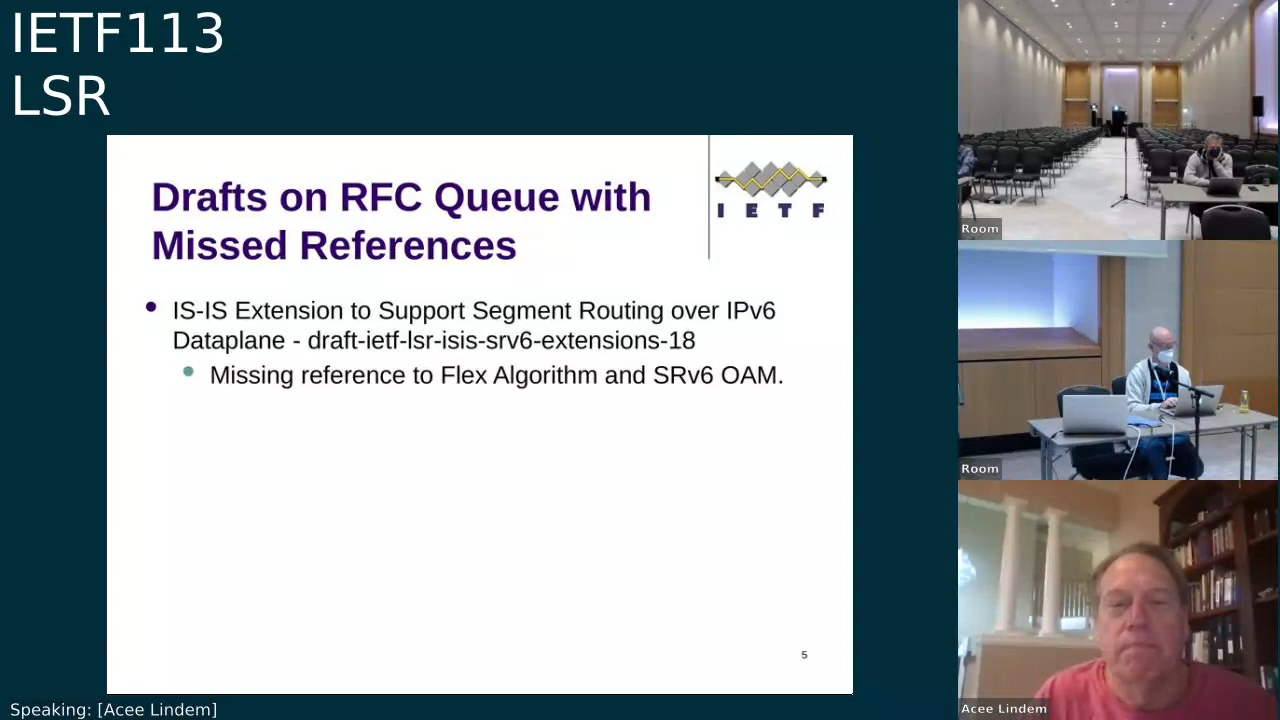 IETF113
LSR
Drafts on RFC Queue with
Missed References
I E T F
IS-IS Extension to Support Segment Routing over IPv6
Dataplane - draft-ietf-lsr-isis-srv6-extensions-18
Missing reference to Flex Algorithm and SRv6 OAM.
5
Speaking: [Acee Lindem]
Room
Room
Acee Lindem